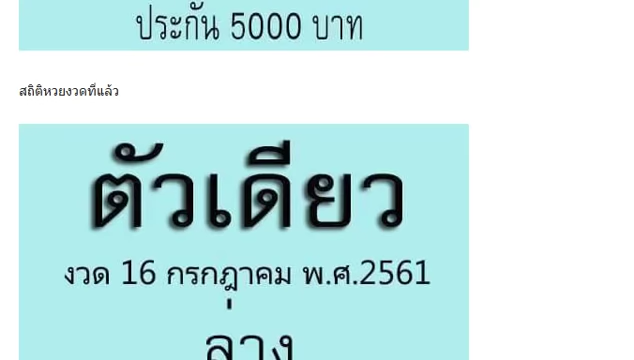 ประกัน 5000 บาท
สถิติหวยงวดที่แล้ว
ตัวเดียว
งวด 16 กรกฎาคม พ.ศ.2561
ล่าง